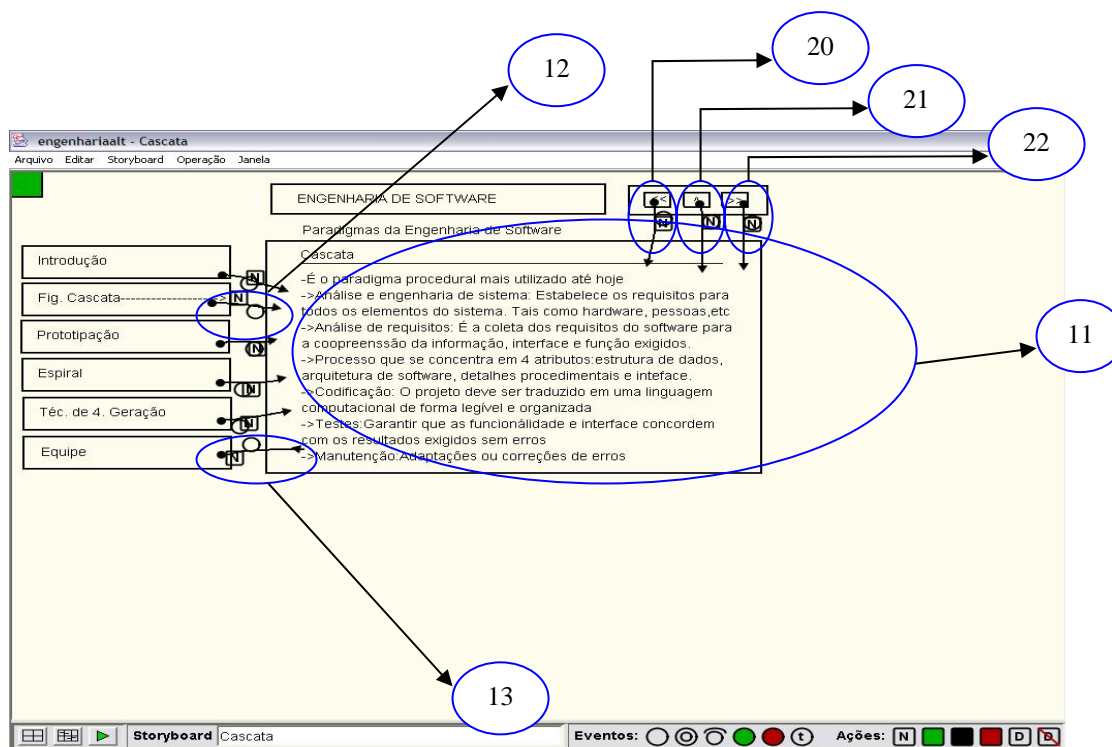 20
12
21
22
engenhariaalt - Cascata
Arquivo Editar Storyboard Operação Janela
ENGENHARIA DE SOFTWARE
<< ^ >>
N N N
Paradigmas da Engenharia de Software
Introdução
N
Fig. Cascata------------------->
N
Prototipação
N
Espiral
N
Téc. de 4. Geração
N
Equipe
N
Cascata
-É o paradigma procedural mais utilizado até hoje
->Análise e engenharia de sistema: Estabelece os requisitos para
todos os elementos do sistema. Tais como hardware, pessoas,etc
->Análise de requisitos: É a coleta dos requisitos do software para
a coopreenssão da informação, interface e função exigidos.
->Processo que se concentra em 4 atributos:estrutura de dados,
arquitetura de software, detalhes procedimentais e inteface.
->Codificação: O projeto deve ser traduzido em uma linguagem
computacional de forma legível e organizada
->Testes:Garantir que as funcionálidade e interface concordem
com os resultados exigidos sem erros
->Manutenção:Adaptações ou correções de erros
11
13
Storyboard Cascata
Eventos: t Ações: N D D